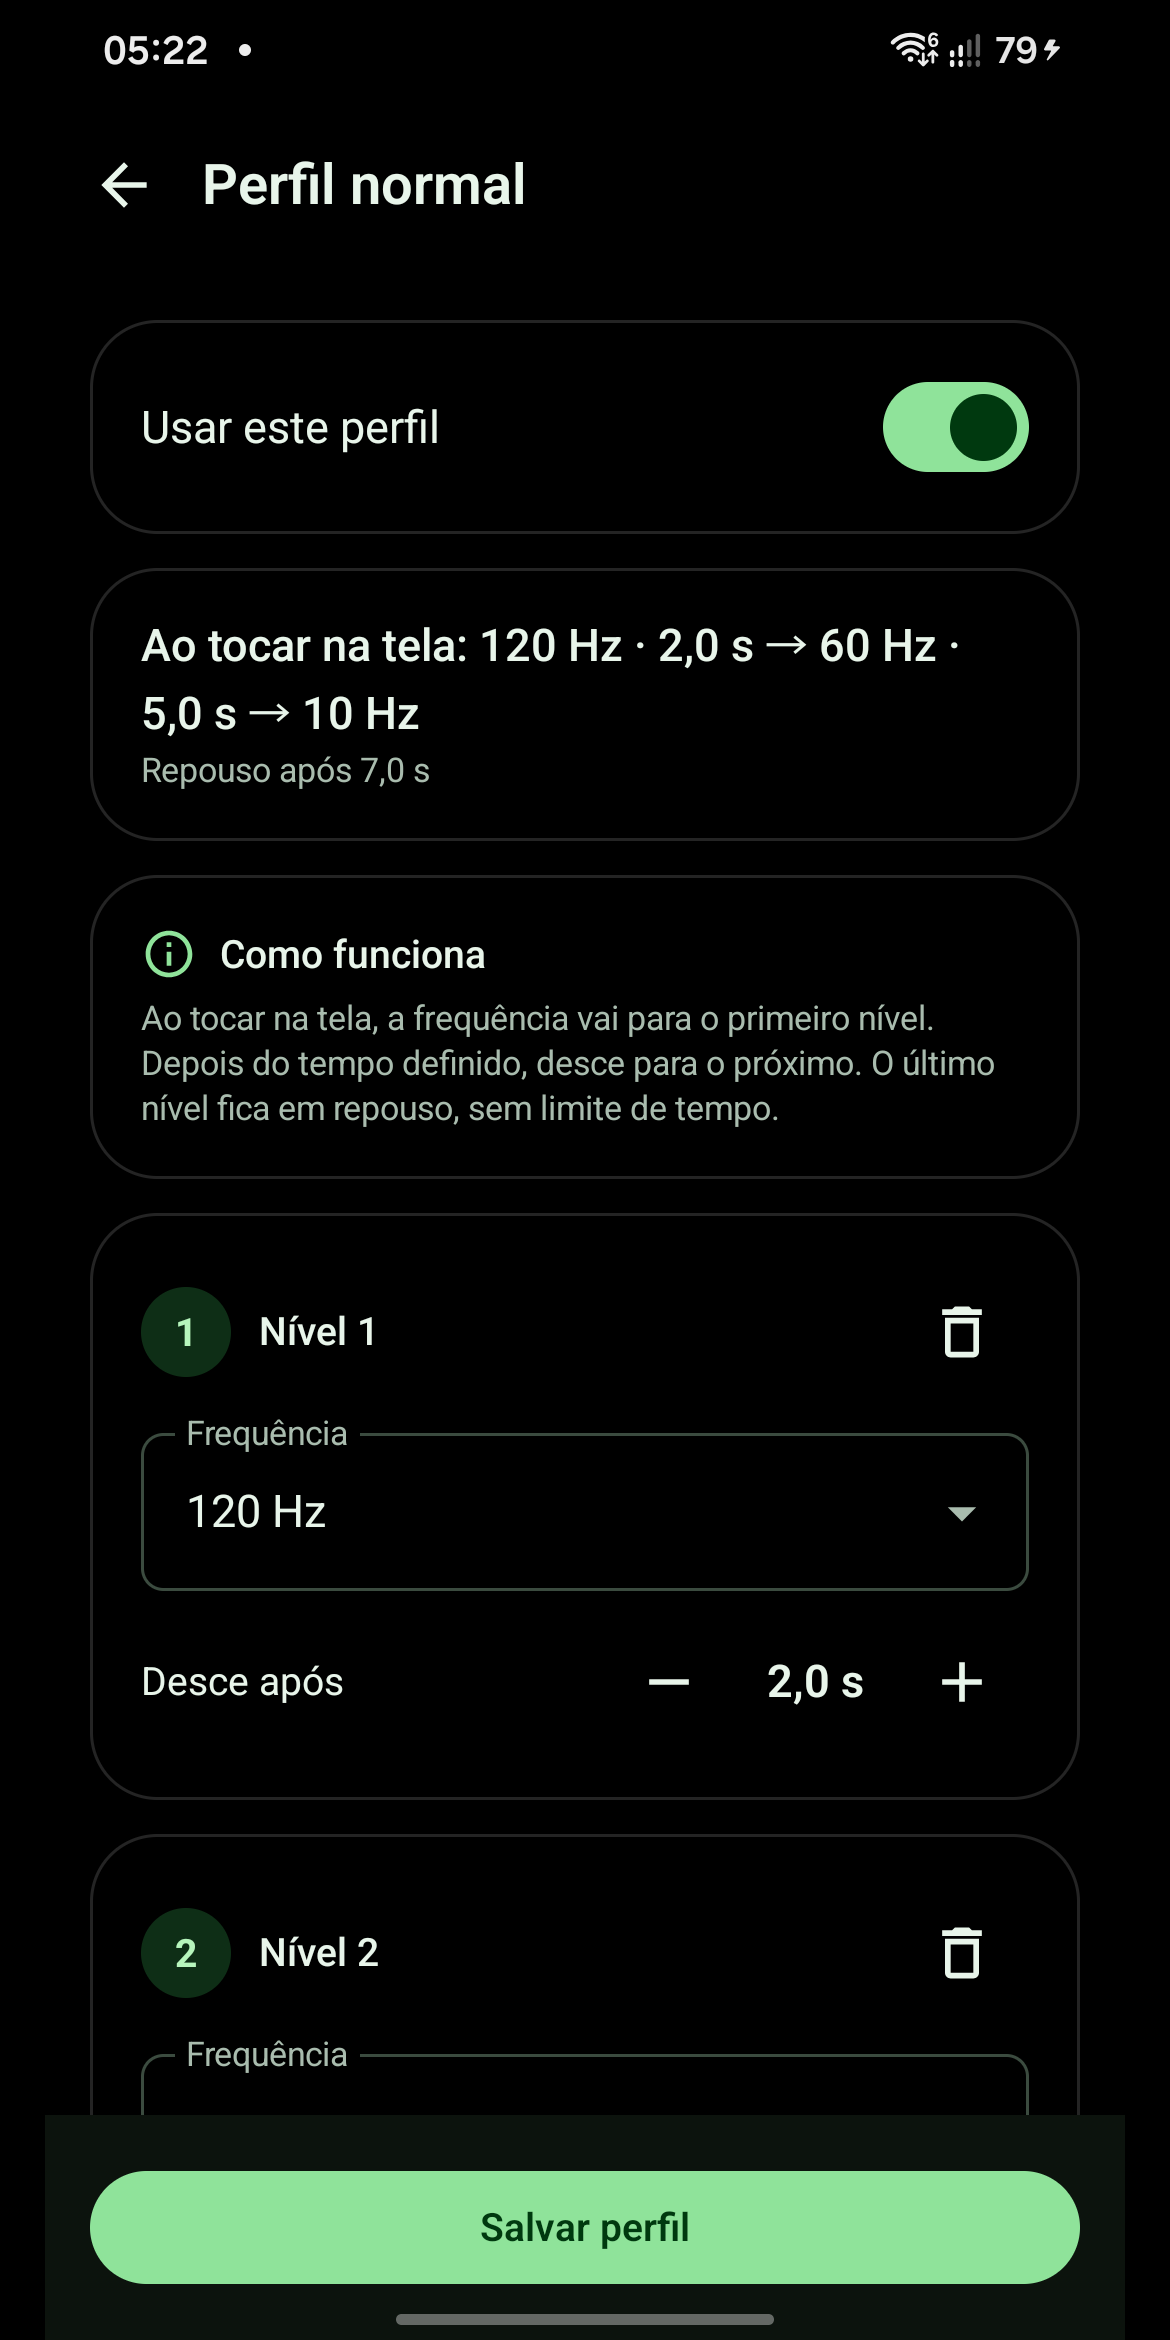 05:22
6 79
Perfil normal
Usar este perfil
Ao tocar na tela: 120 Hz · 2,0 s → 60 Hz ·
5,0 s → 10 Hz
Repouso após 7,0 s
Como funciona
Ao tocar na tela, a frequência vai para o primeiro nível.
Depois do tempo definido, desce para o próximo. O último
nível fica em repouso, sem limite de tempo.
1 Nível 1
Frequência
120 Hz
Desce após — 2,0 s +
2 Nível 2
Frequência
Salvar perfil